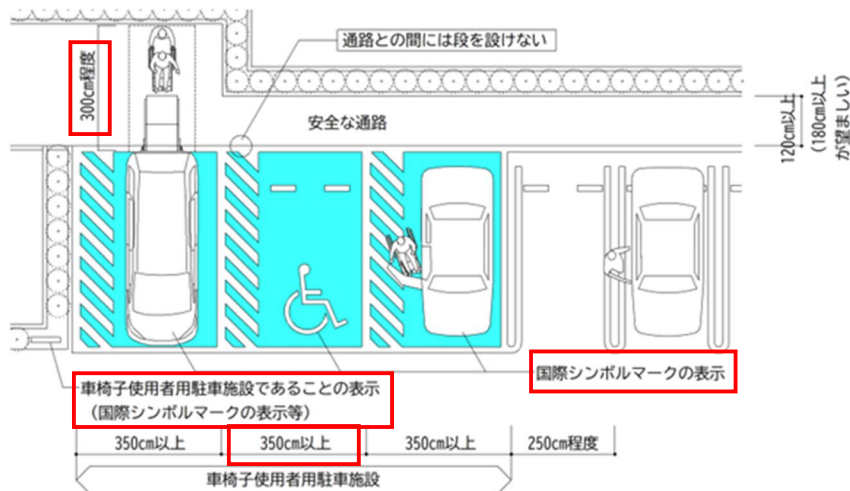 通路との間には段を設けない
300cm程度
安全な通路
120cm以上
(180cm以上
が望ましい)
国際シンボルマークの表示
車椅子使用者用駐車施設であることの表示
(国際シンボルマークの表示等)
350cm以上
350cm以上
350cm以上
250cm程度
車椅子使用者用駐車施設